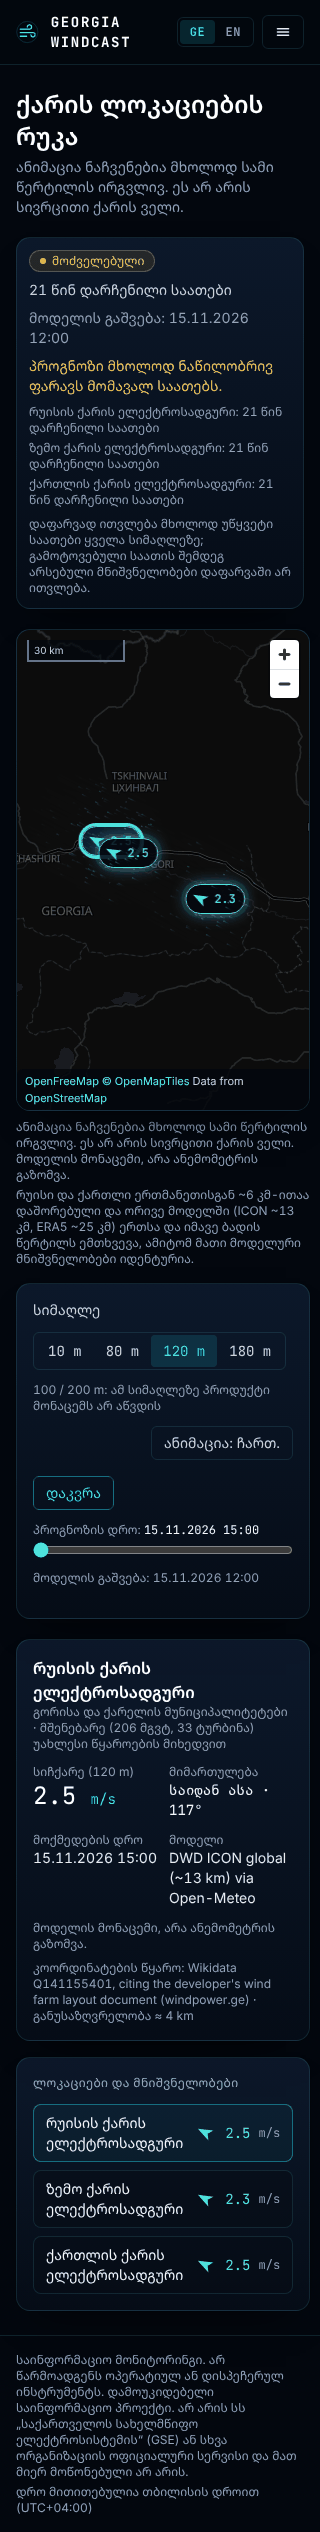 GEORGIA
WINDCAST
GE
EN
ქარის ლოკაციების
რუკა
ანიმაცია ნაჩვენებია მხოლოდ სამი
წერტილის ირგვლივ. ეს არ არის
სივრცითი ქარის ველი.
მოძველებული
21 წინ დარჩენილი საათები
მოდელის გაშვება: 15.11.2026
12:00
პროგნოზი მხოლოდ ნაწილობრივ
ფარავს მომავალ საათებს.
რუისის ქარის ელექტროსადგური: 21 წინ
დარჩენილი საათები
ზემო ქარის ელექტროსადგური: 21 წინ
დარჩენილი საათები
ქართლის ქარის ელექტროსადგური: 21
წინ დარჩენილი საათები
დაფარვად ითვლება მხოლოდ უწყვეტი
საათები ყველა სიმაღლეზე;
გამოტოვებული საათის შემდეგ
არსებული მნიშვნელობები დაფარვაში არ
ითვლება.
30 km
TSKHINVALI
ЦХИНВАЛ
2.5
HASHURI
GORI
2.3
GEORGIA
OpenFreeMap © OpenMapTiles Data from
OpenStreetMap
ანიმაცია ნაჩვენებია მხოლოდ სამი წერტილის
ირგვლივ. ეს არ არის სივრცითი ქარის ველი.
მოდელის მონაცემი, არა ანემომეტრის
გაზომვა.
რუისი და ქართლი ერთმანეთისგან ~6 კმ-ითაა
დაშორებული და ორივე მოდელში (ICON ~13
კმ, ERA5 ~25 კმ) ერთსა და იმავე ბადის
წერტილს ემთხვევა, ამიტომ მათი მოდელური
მნიშვნელობები იდენტურია.
სიმაღლე
10 m
80 m
120 m
180 m
100 / 200 m: ამ სიმაღლეზე პროდუქტი
მონაცემს არ აწვდის
ანიმაცია: ჩართ.
დაკვრა
პროგნოზის დრო: 15.11.2026 15:00
მოდელის გაშვება: 15.11.2026 12:00
რუისის ქარის
ელექტროსადგური
გორისა და ქარელის მუნიციპალიტეტები
· მშენებარე (206 მგვტ, 33 ტურბინა)
უახლესი წყაროების მიხედვით
სიჩქარე (120 m)
2.5 m/s
მიმართულება
საიდან ასა ·
117°
მოქმედების დრო
15.11.2026 15:00
მოდელი
DWD ICON global
(~13 km) via
Open-Meteo
მოდელის მონაცემი, არა ანემომეტრის
გაზომვა.
კოორდინატების წყარო: Wikidata
Q141155401, citing the developer's wind
farm layout document (windpower.ge) ·
განუსაზღვრელობა ≈ 4 km
ლოკაციები და მნიშვნელობები
რუისის ქარის
ელექტროსადგური
2.5 m/s
ზემო ქარის
ელექტროსადგური
2.3 m/s
ქართლის ქარის
ელექტროსადგური
2.5 m/s
საინფორმაციო მონიტორინგი. არ
წარმოადგენს ოპერატიულ ან დისპეჩერულ
ინსტრუმენტს. დამოუკიდებელი
საინფორმაციო პროექტი. არ არის სს
„საქართველოს სახელმწიფო
ელექტროსისტემის“ (GSE) ან სხვა
ორგანიზაციის ოფიციალური სერვისი და მათ
მიერ მოწონებული არ არის.
დრო მითითებულია თბილისის დროით
(UTC+04:00)